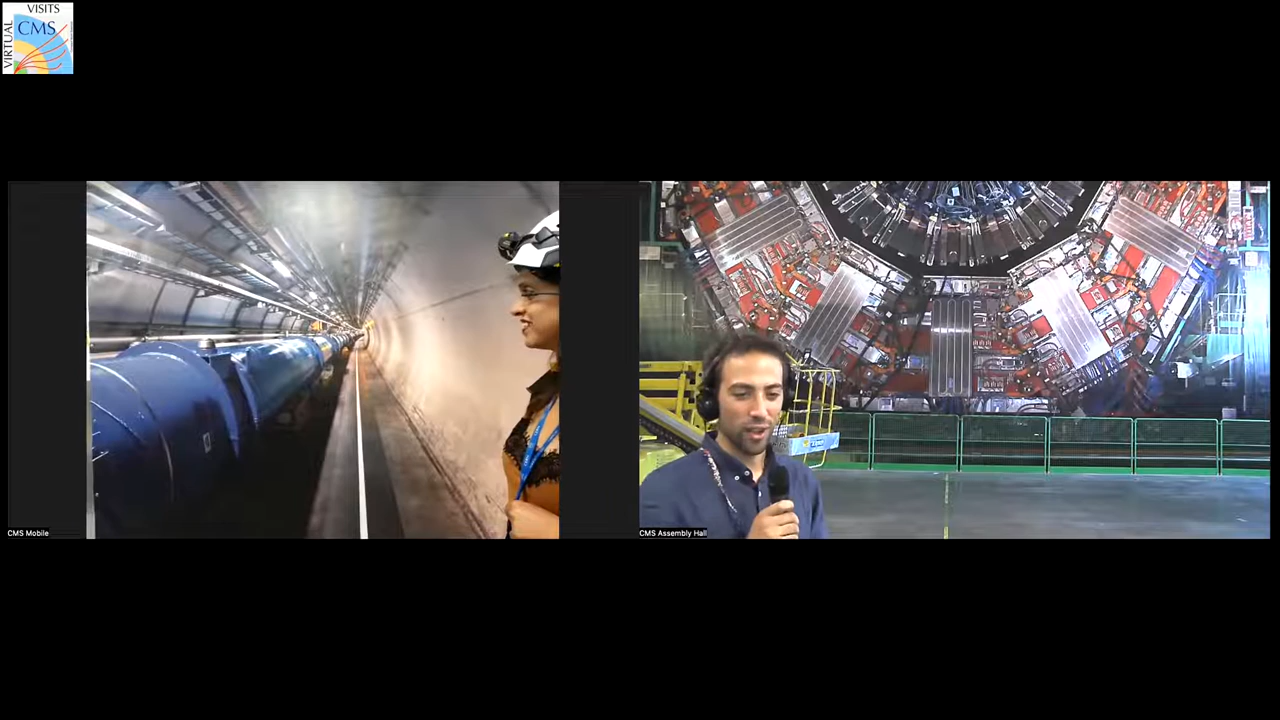 VISITS
VIRTUAL
CMS
CMS Mobile
CMS Assembly Hall